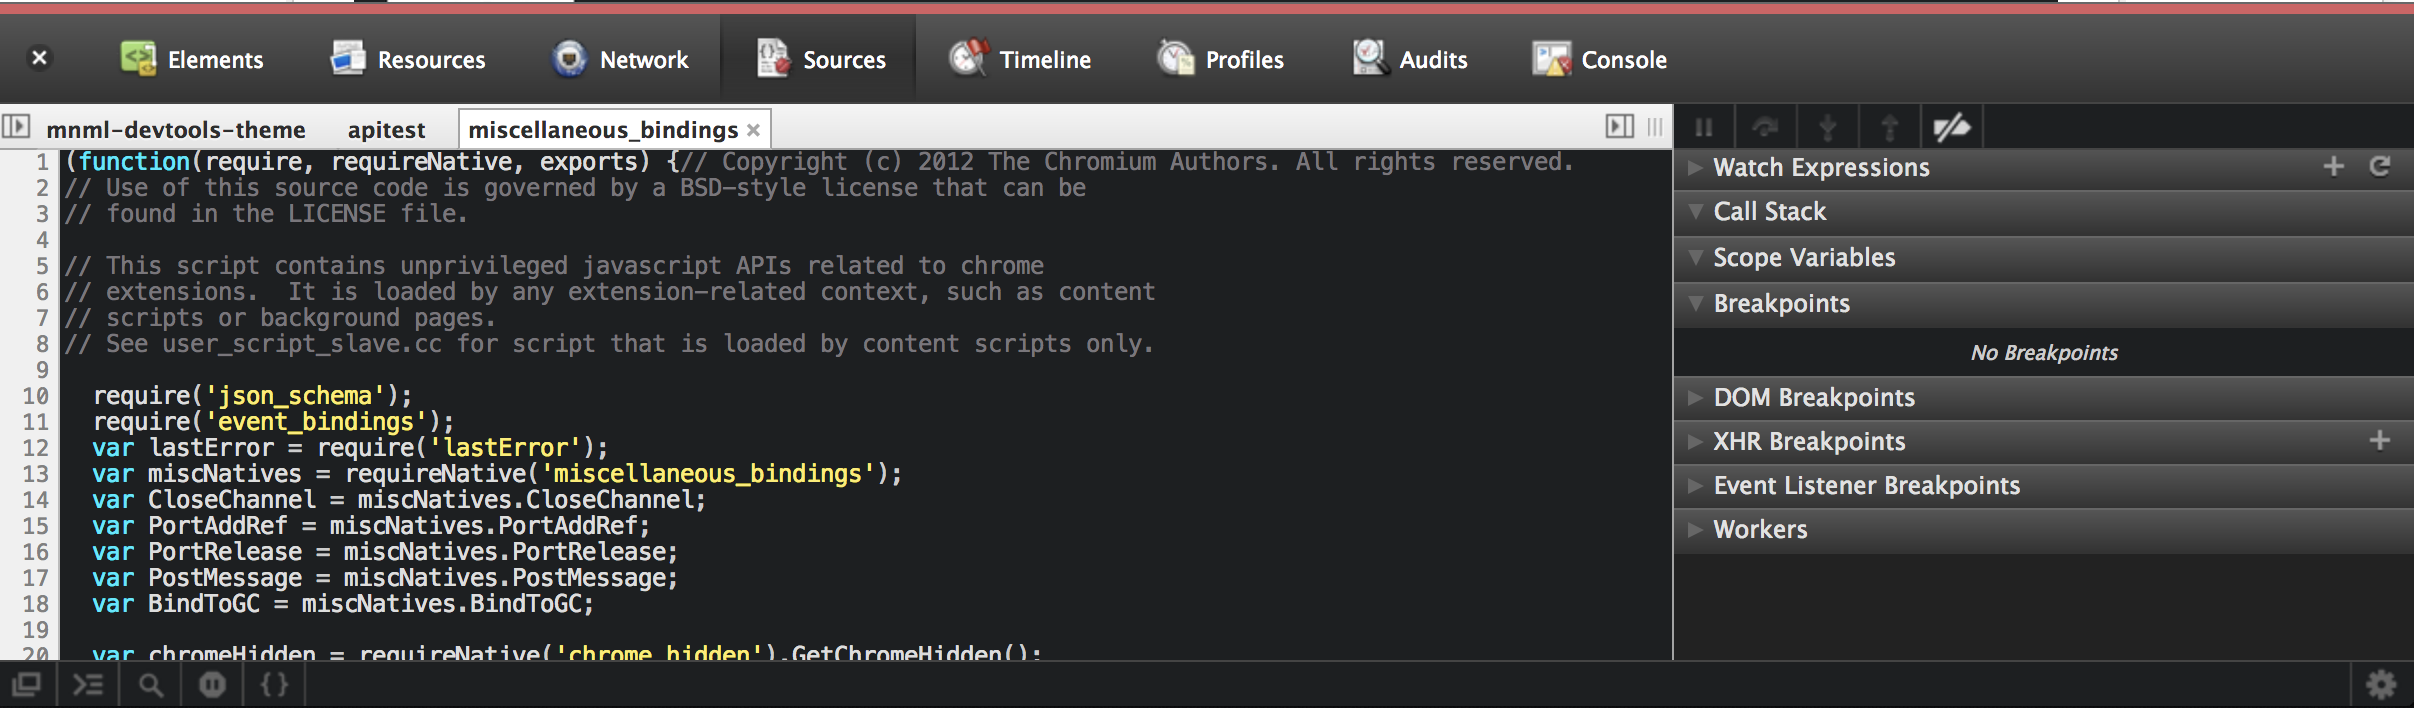 Elements Resources Network Sources Timeline Profiles Audits Console
mnml-devtools-theme apitest miscellaneous_bindings
1 (function(require, requireNative, exports) {// Copyright (c) 2012 The Chromium Authors. All rights reserved.
2 // Use of this source code is governed by a BSD-style license that can be
3 // found in the LICENSE file.
4
5 // This script contains unprivileged javascript APIs related to chrome
6 // extensions.  It is loaded by any extension-related context, such as content
7 // scripts or background pages.
8 // See user_script_slave.cc for script that is loaded by content scripts only.
9
10   require('json_schema');
11   require('event_bindings');
12   var lastError = require('lastError');
13   var miscNatives = requireNative('miscellaneous_bindings');
14   var CloseChannel = miscNatives.CloseChannel;
15   var PortAddRef = miscNatives.PortAddRef;
16   var PortRelease = miscNatives.PortRelease;
17   var PostMessage = miscNatives.PostMessage;
18   var BindToGC = miscNatives.BindToGC;
19
20   var chromeHidden = requireNative('chrome_hidden').GetChromeHidden();
Watch Expressions
Call Stack
Scope Variables
Breakpoints
No Breakpoints
DOM Breakpoints
XHR Breakpoints
Event Listener Breakpoints
Workers